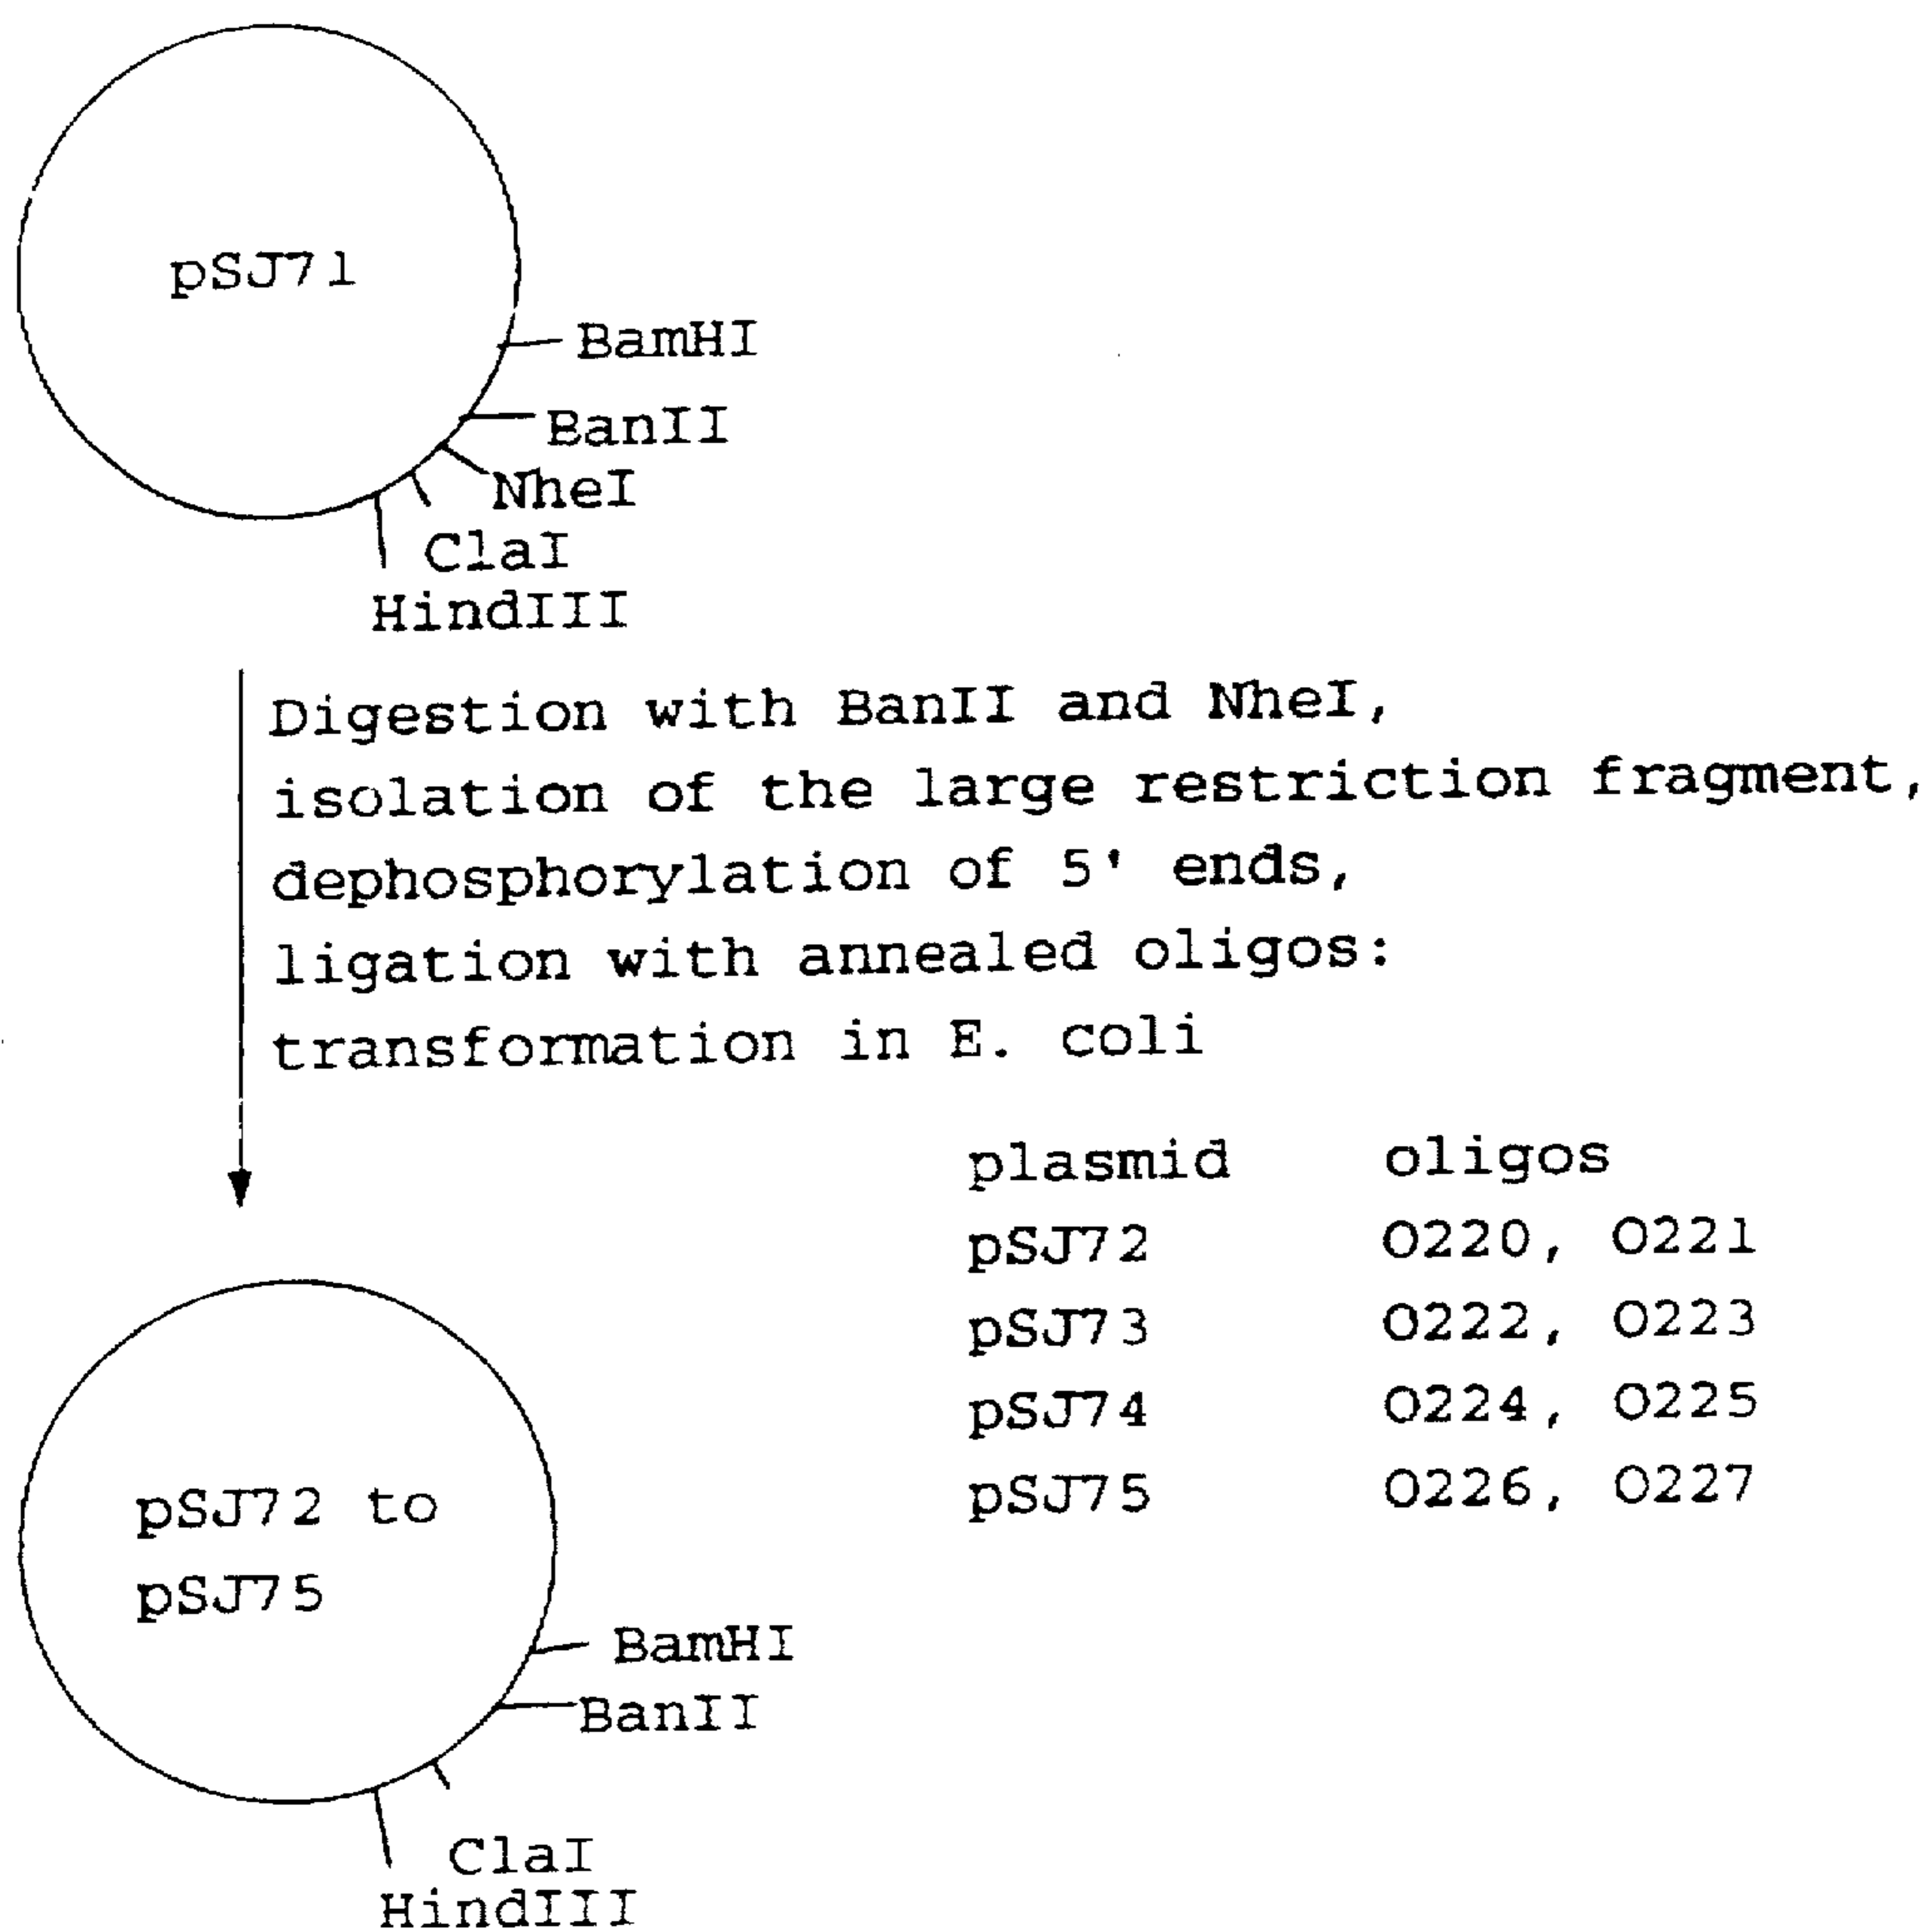 pSJ71
BamHI
BanII
NheI
ClaI
HindIII
Digestion with BanII and NheI,
isolation of the large restriction fragment,
dephosphorylation of 5' ends,
ligation with annealed oligos:
transformation in E. coli
plasmid oligos
pSJ72 O220, O221
pSJ73 O222, O223
pSJ74 O224, O225
pSJ75 O226, O227
pSJ72 to
pSJ75
BamHI
BanII
ClaI
HindIII